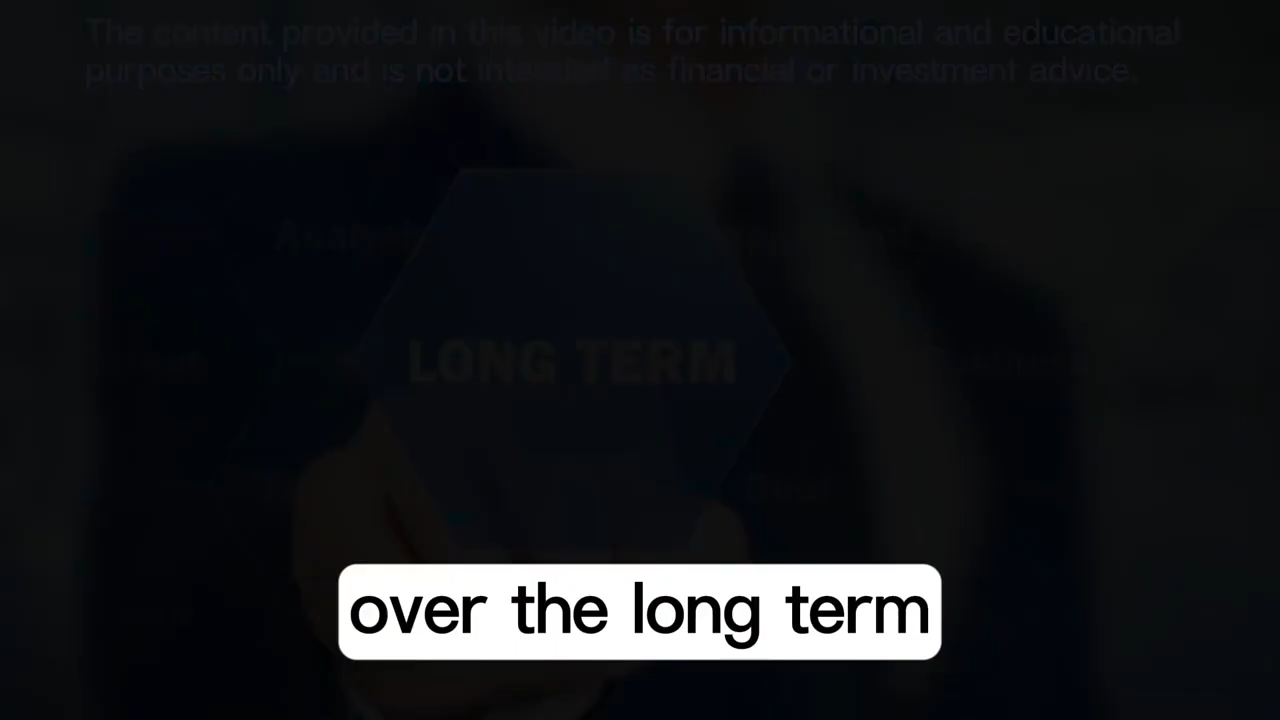 The content provided in this video is for informational and educational
purposes only and is not intended as financial or investment advice.
LONG TERM
over the long term